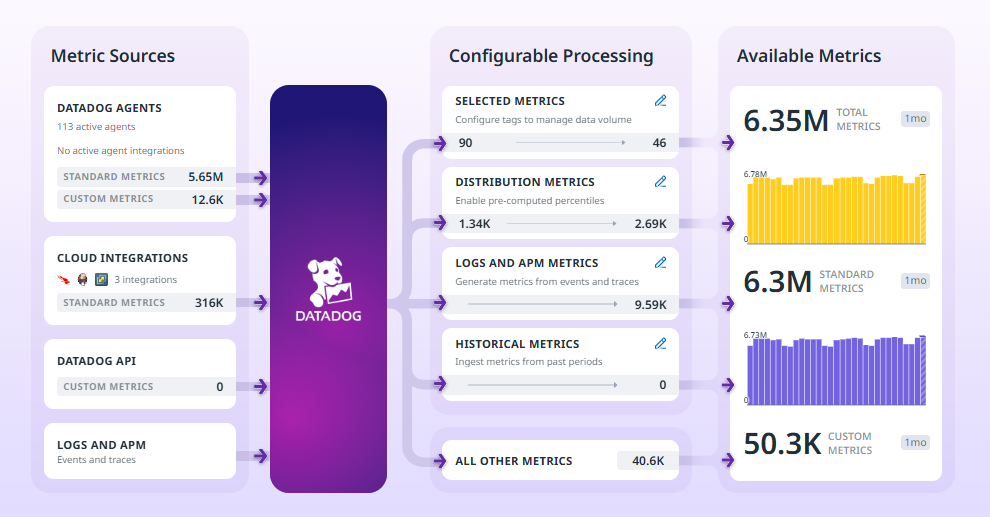 Metric Sources
DATADOG AGENTS
113 active agents
No active agent integrations
STANDARD METRICS 5.65M
CUSTOM METRICS 12.6K
CLOUD INTEGRATIONS
3 integrations
STANDARD METRICS 316K
DATADOG API
CUSTOM METRICS 0
LOGS AND APM
Events and traces
DATADOG
Configurable Processing
SELECTED METRICS
Configure tags to manage data volume
90 46
DISTRIBUTION METRICS
Enable pre-computed percentiles
1.34K 2.69K
LOGS AND APM METRICS
Generate metrics from events and traces
9.59K
HISTORICAL METRICS
Ingest metrics from past periods
0
ALL OTHER METRICS 40.6K
Available Metrics
6.35M TOTAL METRICS 1mo
6.78M
0
6.3M STANDARD METRICS 1mo
6.73M
0
50.3K CUSTOM METRICS 1mo